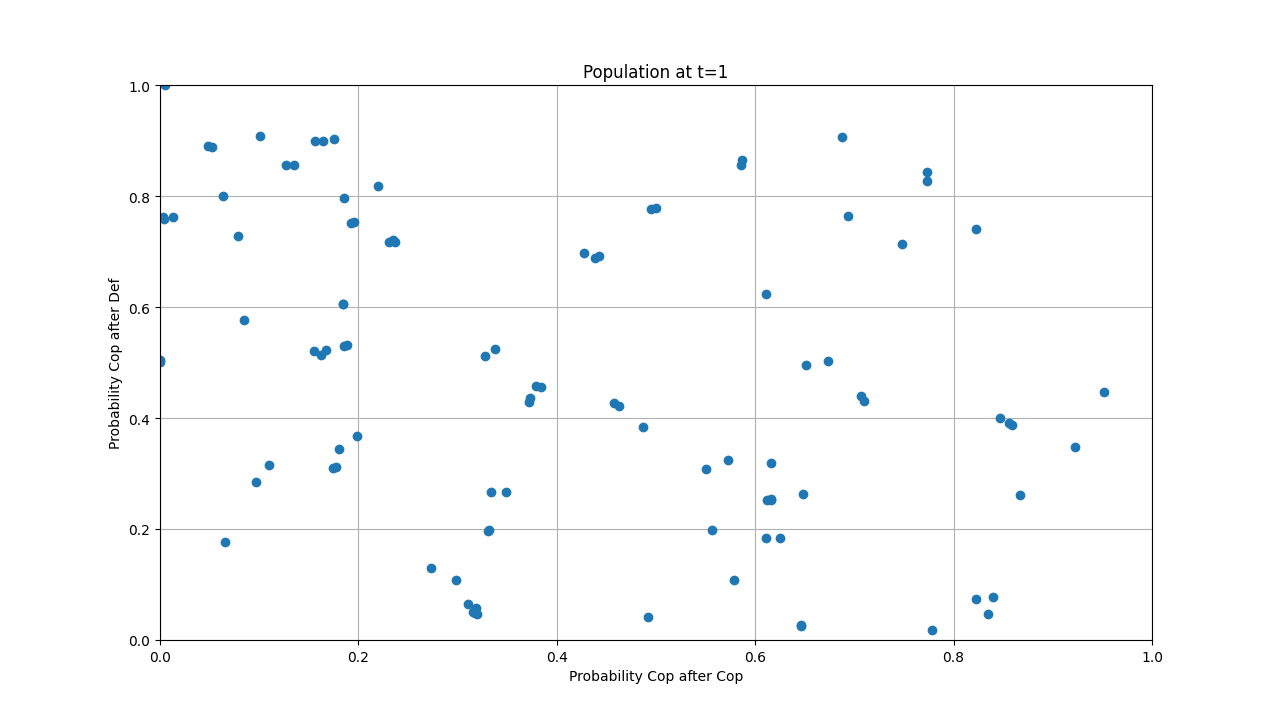 Population at t=1
1.0
0.8
0.6
0.4
0.2
0.0
Probability Cop after Def
0.0 0.2 0.4 0.6 0.8 1.0
Probability Cop after Cop